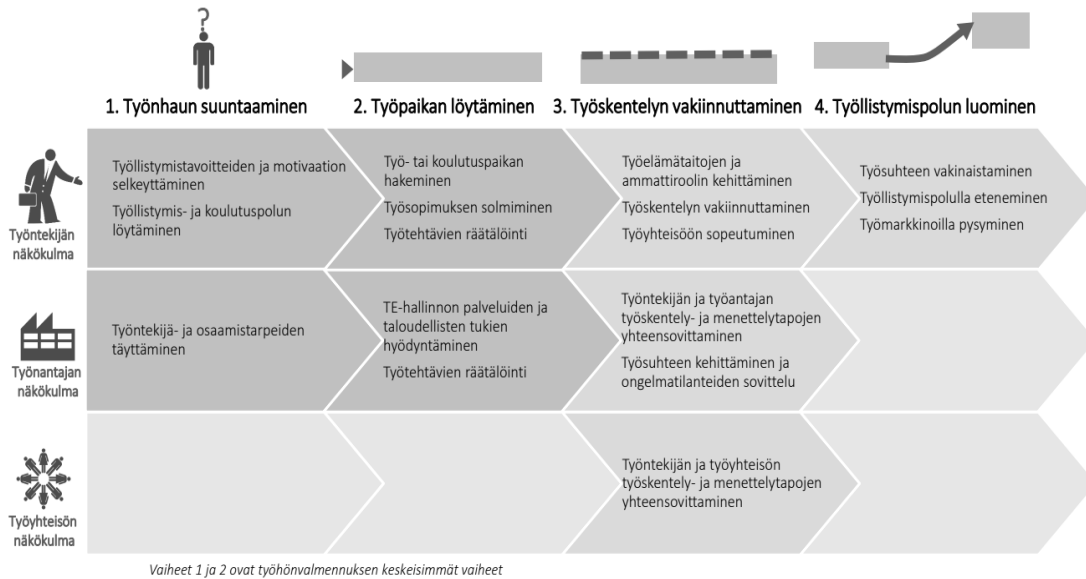 ?
1. Työnhaun suuntaaminen
2. Työpaikan löytäminen
3. Työskentelyn vakiinnuttaminen
4. Työllistymispolun luominen
Työntekijän
näkökulma
Työllistymistavoitteiden ja motivaation
selkeyttäminen
Työllistymis- ja koulutuspolun
löytäminen
Työ- tai koulutuspaikan
hakeminen
Työsopimuksen solmiminen
Työtehtävien räätälöinti
Työelämätaitojen ja
ammattiroolin kehittäminen
Työskentelyn vakiinnuttaminen
Työyhteisöön sopeutuminen
Työsuhteen vakinaistaminen
Työllistymispolulla eteneminen
Työmarkkinoilla pysyminen
Työnantajan
näkökulma
Työntekijä- ja osaamistarpeiden
täyttäminen
TE-hallinnon palveluiden ja
taloudellisten tukien
hyödyntäminen
Työtehtävien räätälöinti
Työntekijän ja työantajan
työskentely- ja menettelytapojen
yhteensovittaminen
Työsuhteen kehittäminen ja
ongelmatilanteiden sovittelu
Työyhteisön
näkökulma
Työntekijän ja työyhteisön
työskentely- ja menettelytapojen
yhteensovittaminen
Vaiheet 1 ja 2 ovat työhönvalmennuksen keskeisimmät vaiheet